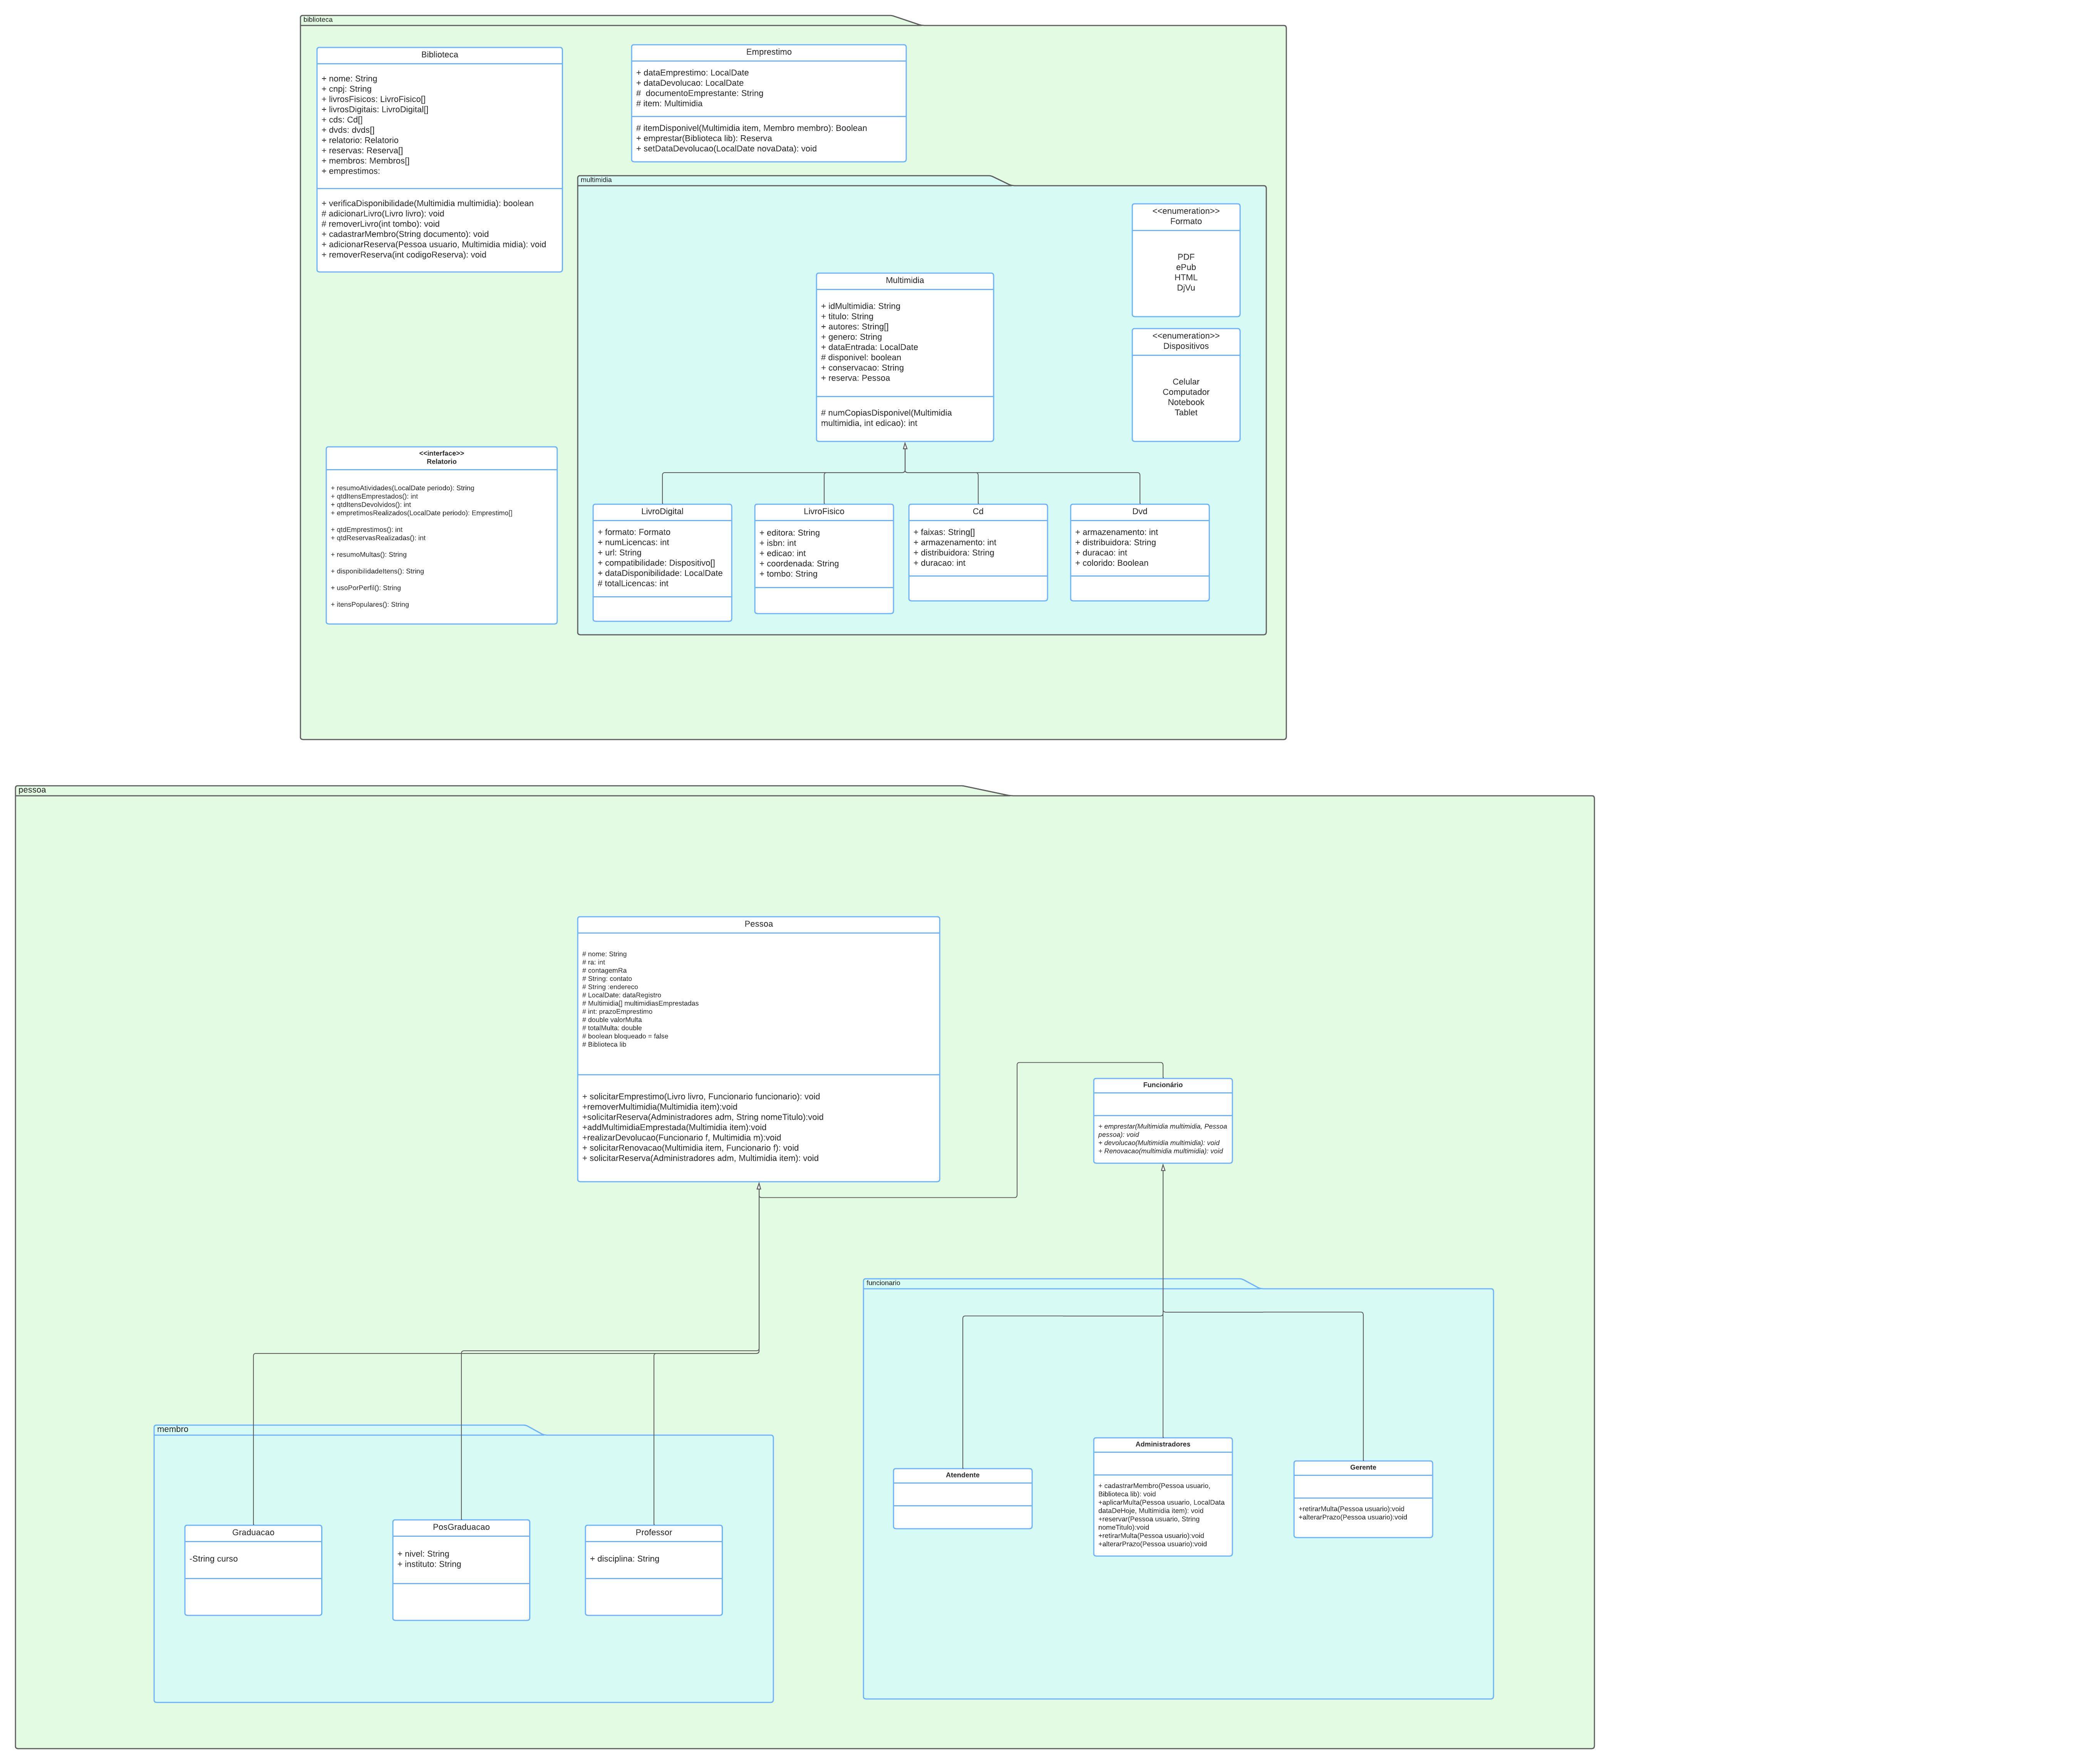 biblioteca
Biblioteca
+ nome: String
+ cnpj: String
+ livrosFisicos: LivroFisico[]
+ livrosDigitais: LivroDigital[]
+ cds: Cd[]
+ dvds: dvds[]
+ relatorio: Relatorio
+ reservas: Reserva[]
+ membros: Membros[]
+ emprestimos:
+ verificaDisponibilidade(Multimidia multimidia): boolean
# adicionarLivro(Livro livro): void
# removerLivro(int tombo): void
+ cadastrarMembro(String documento): void
+ adicionarReserva(Pessoa usuario, Multimidia midia): void
+ removerReserva(int codigoReserva): void
Emprestimo
+ dataEmprestimo: LocalDate
+ dataDevolucao: LocalDate
#  documentoEmprestante: String
# item: Multimidia
# itemDisponivel(Multimidia item, Membro membro): Boolean
+ emprestar(Biblioteca lib): Reserva
+ setDataDevolucao(LocalDate novaData): void
multimidia
<<enumeration>>
Formato
PDF
ePub
HTML
DjVu
Multimidia
+ idMultimidia: String
+ titulo: String
+ autores: String[]
+ genero: String
+ dataEntrada: LocalDate
# disponivel: boolean
+ conservacao: String
+ reserva: Pessoa
# numCopiasDisponivel(Multimidia
multimidia, int edicao): int
<<enumeration>>
Dispositivos
Celular
Computador
Notebook
Tablet
<<interface>>
Relatorio
+ resumoAtividades(LocalDate periodo): String
+ qtdItensEmprestados(): int
+ qtdItensDevolvidos(): int
+ empretimosRealizados(LocalDate periodo): Emprestimo[]
+ qtdEmprestimos(): int
+ qtdReservasRealizadas(): int
+ resumoMultas(): String
+ disponibilidadeItens(): String
+ usoPorPerfil(): String
+ itensPopulares(): String
LivroDigital
+ formato: Formato
+ numLicencas: int
+ url: String
+ compatibilidade: Dispositivo[]
+ dataDisponibilidade: LocalDate
# totalLicencas: int
LivroFisico
+ editora: String
+ isbn: int
+ edicao: int
+ coordenada: String
+ tombo: String
Cd
+ faixas: String[]
+ armazenamento: int
+ distribuidora: String
+ duracao: int
Dvd
+ armazenamento: int
+ distribuidora: String
+ duracao: int
+ colorido: Boolean
pessoa
Pessoa
# nome: String
# ra: int
# contagemRa
# String: contato
# String :endereco
# LocalDate: dataRegistro
# Multimidia[] multimidiasEmprestadas
# int: prazoEmprestimo
# double valorMulta
# totalMulta: double
# boolean bloqueado = false
# Biblioteca lib
+ solicitarEmprestimo(Livro livro, Funcionario funcionario): void
+removerMultimidia(Multimidia item):void
+solicitarReserva(Administradores adm, String nomeTitulo):void
+addMultimidiaEmprestada(Multimidia item):void
+realizarDevolucao(Funcionario f, Multimidia m):void
+ solicitarRenovacao(Multimidia item, Funcionario f): void
+ solicitarReserva(Administradores adm, Multimidia item): void
Funcionário
+ emprestar(Multimidia multimidia, Pessoa
pessoa): void
+ devolucao(Multimidia multimidia): void
+ Renovacao(multimidia multimidia): void
funcionario
Atendente
Administradores
+ cadastrarMembro(Pessoa usuario,
Biblioteca lib): void
+aplicarMulta(Pessoa usuario, LocalData
dataDeHoje, Multimidia item): void
+reservar(Pessoa usuario, String
nomeTitulo):void
+retirarMulta(Pessoa usuario):void
+alterarPrazo(Pessoa usuario):void
Gerente
+retirarMulta(Pessoa usuario):void
+alterarPrazo(Pessoa usuario):void
membro
Graduacao
-String curso
PosGraduacao
+ nivel: String
+ instituto: String
Professor
+ disciplina: String